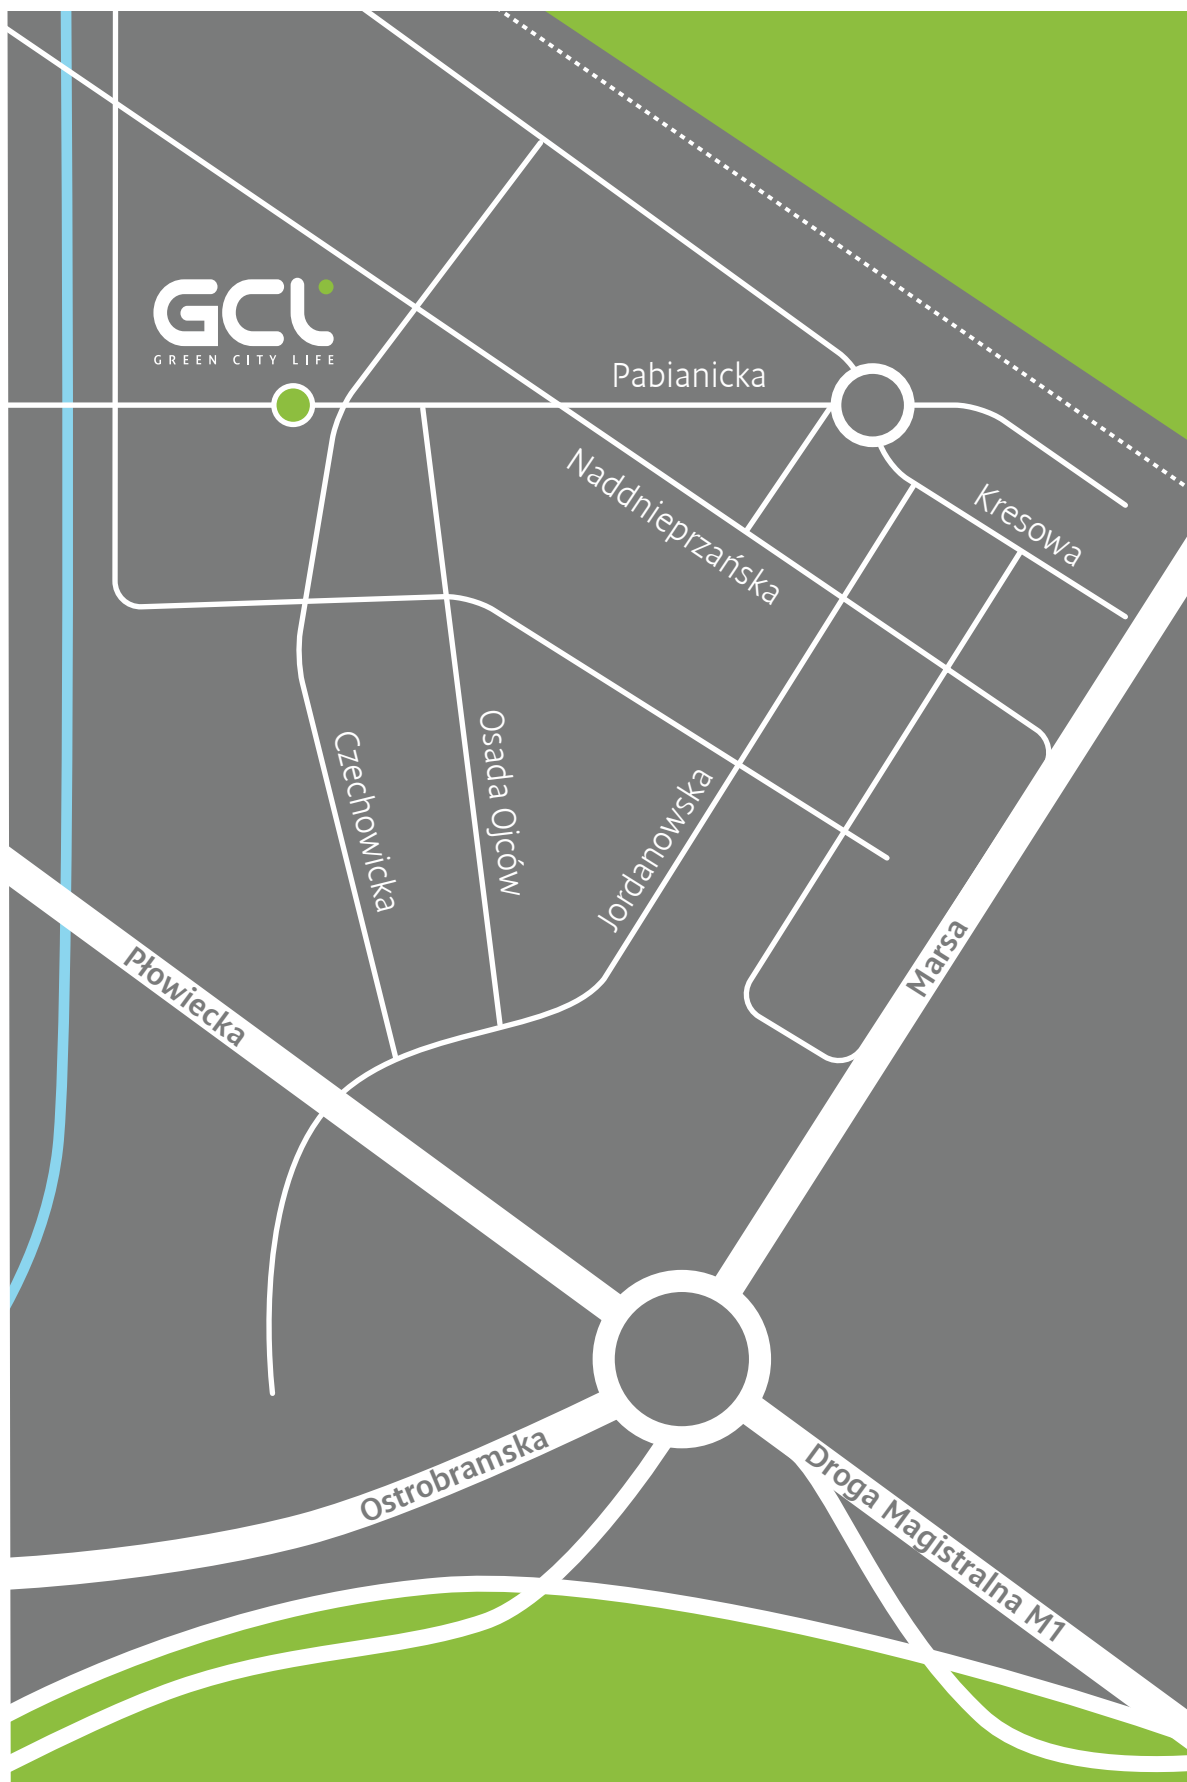 GCL
GREEN CITY LIFE
Pabianicka
Naddnieprzańska
Kresowa
Czechowicka
Osada Ojców
Jordanowska
Marsa
Płowiecka
Ostrobramska
Droga Magistralna M1